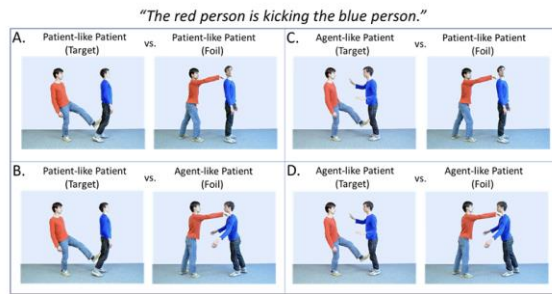 "The red person is kicking the blue person."
A. Patient-like Patient (Target) vs. Patient-like Patient (Foil)
C. Agent-like Patient (Target) vs. Patient-like Patient (Foil)
B. Patient-like Patient (Target) vs. Agent-like Patient (Foil)
D. Agent-like Patient (Target) vs. Agent-like Patient (Foil)